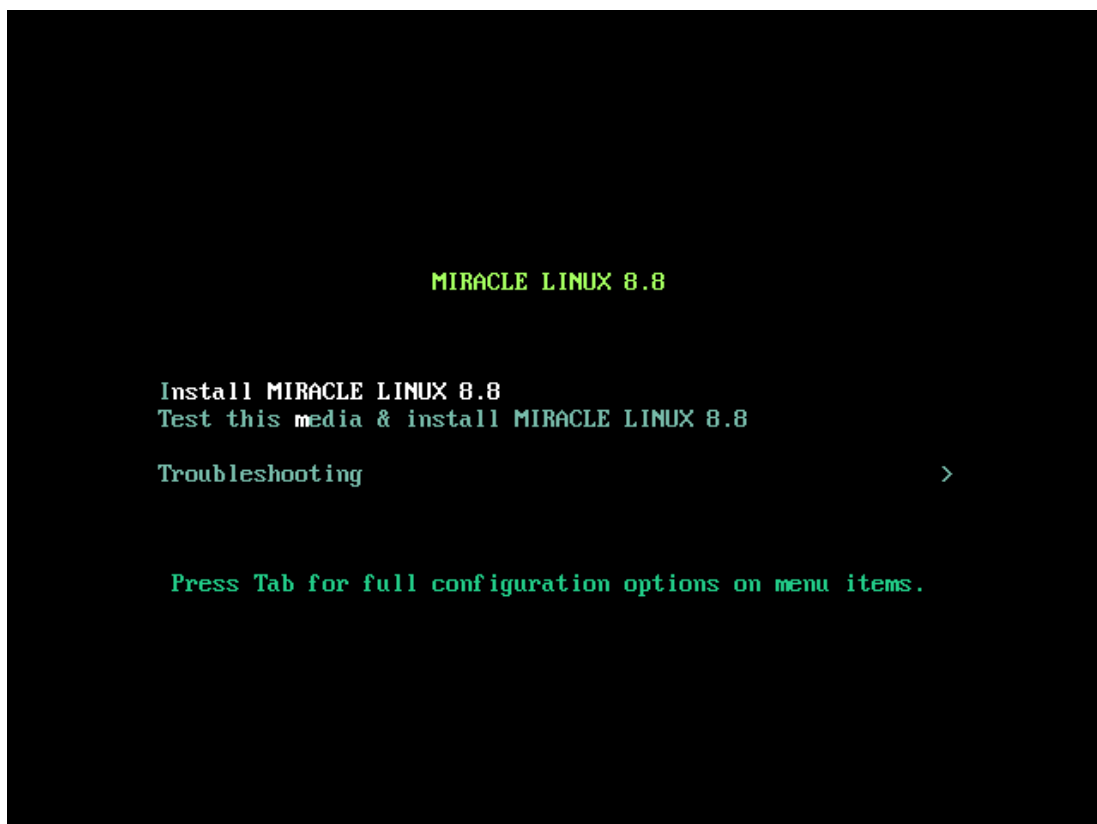 MIRACLE LINUX 8.8
Install MIRACLE LINUX 8.8
Test this media & install MIRACLE LINUX 8.8
Troubleshooting >
Press Tab for full configuration options on menu items.